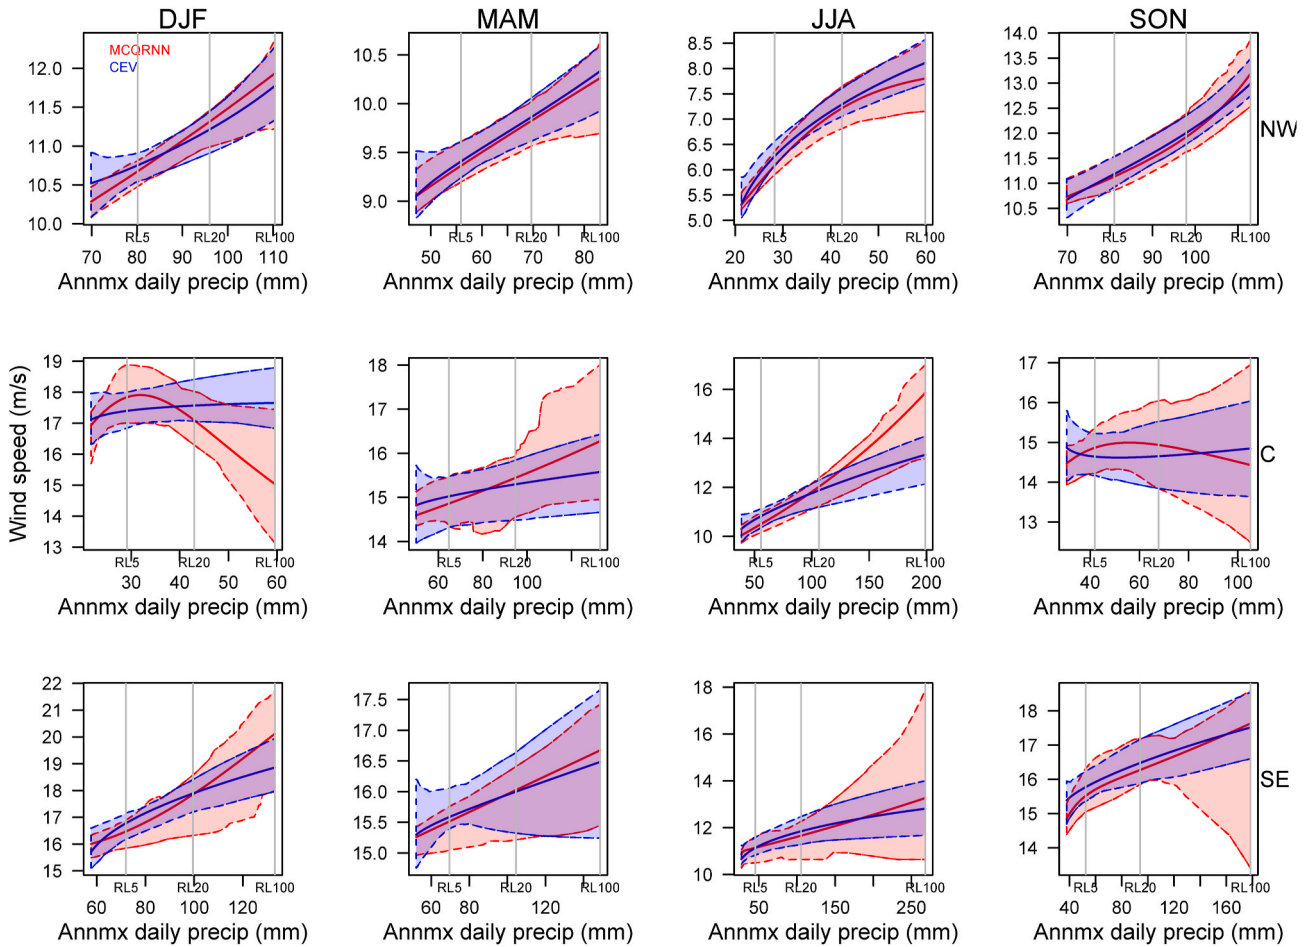 DJF MAM JJA SON
MCQRNN
CEV
12.0
11.5
11.0
10.5
10.0
RL5 RL20 RL100
70 80 90 100 110
Annmx daily precip (mm)
10.5
10.0
9.5
9.0
RL5 RL20 RL100
50 60 70 80
Annmx daily precip (mm)
8.5
8.0
7.5
7.0
6.5
6.0
5.5
5.0
RL5 RL20 RL100
20 30 40 50 60
Annmx daily precip (mm)
14.0
13.0
12.5
12.0
11.5
11.0
10.5
RL5 RL20 RL100
70 80 90 100
Annmx daily precip (mm)
NW
Wind speed (m/s)
19
18
17
16
15
14
13
RL5 RL20 RL100
30 40 50 60
Annmx daily precip (mm)
18
17
16
15
14
RL5 RL20 RL100
60 80 100
Annmx daily precip (mm)
16
14
12
10
RL5 RL20 RL100
50 100 150 200
Annmx daily precip (mm)
17
16
15
14
13
RL5 RL20 RL100
40 60 80 100
Annmx daily precip (mm)
C
22
21
20
19
18
17
16
15
RL5 RL20 RL100
60 80 100 120
Annmx daily precip (mm)
17.5
17.0
16.5
16.0
15.5
15.0
RL5 RL20 RL100
60 80 120
Annmx daily precip (mm)
18
16
14
12
10
RL5 RL20 RL100
50 100 150 200 250
Annmx daily precip (mm)
18
17
16
15
14
RL5 RL20 RL100
40 80 120 160
Annmx daily precip (mm)
SE